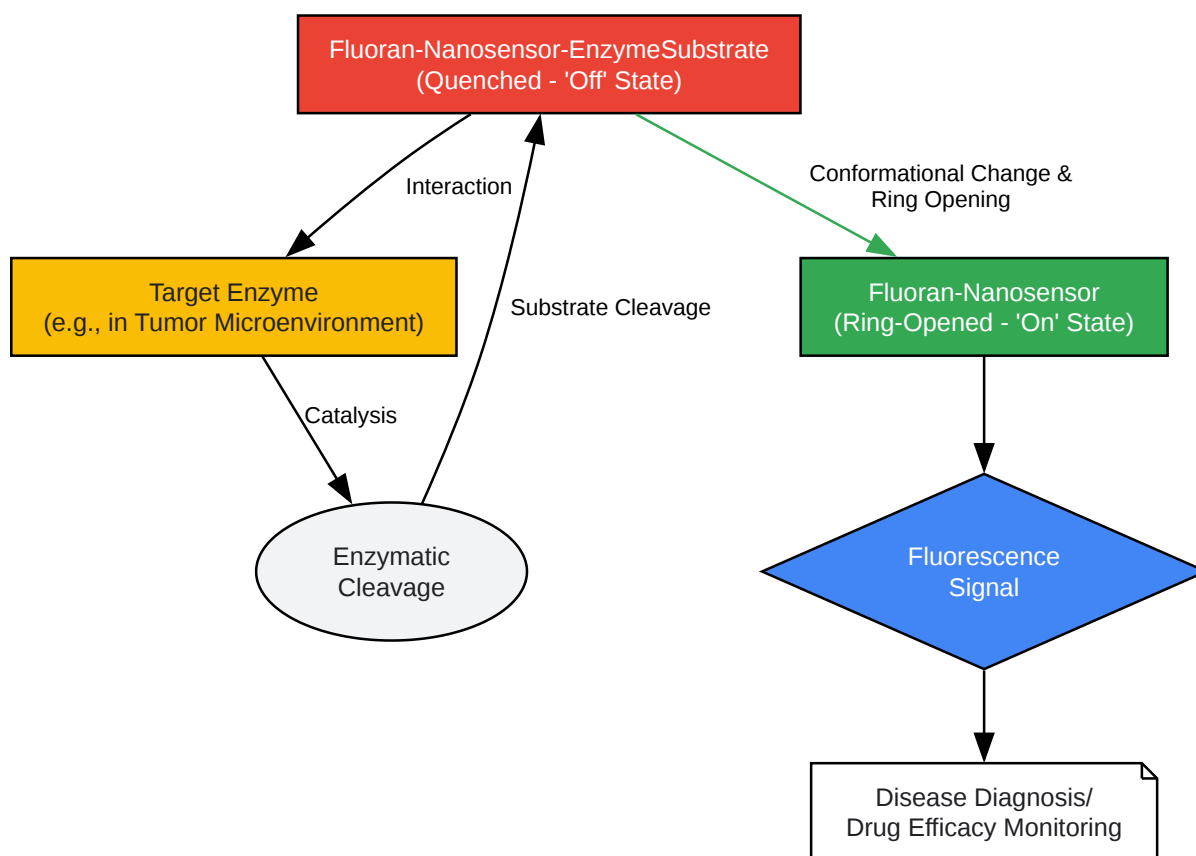 Fluoran-Nanosensor-EnzymeSubstrate
(Quenched - 'Off' State)
Interaction
Conformational Change &
Ring Opening
Target Enzyme
(e.g., in Tumor Microenvironment)
Substrate Cleavage
Fluoran-Nanosensor
(Ring-Opened - 'On' State)
Catalysis
Enzymatic
Cleavage
Fluorescence
Signal
Disease Diagnosis/
Drug Efficacy Monitoring